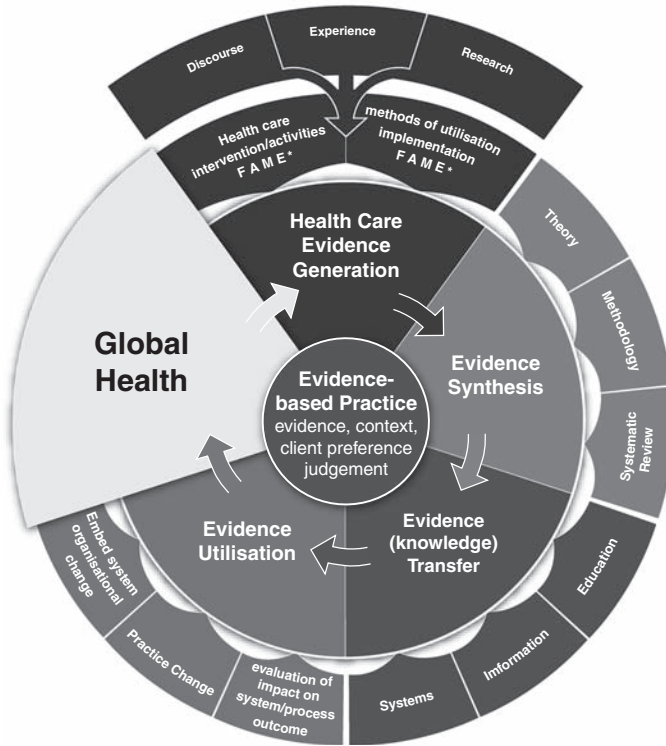 Experience
Discourse
Research
Health care
intervention/activities
F A M E*
methods of utilisation
implementation
F A M E*
Health Care
Evidence
Generation
Theory
Methodology
Systematic
Review
Evidence
Synthesis
Global
Health
Evidence-
based Practice
evidence, context,
client preference
judgement
Evidence
(knowledge)
Transfer
Education
Imformation
Systems
Evidence
Utilisation
evaluation of
impact on
system/process
outcome
Practice Change
Embed system
organisational
change